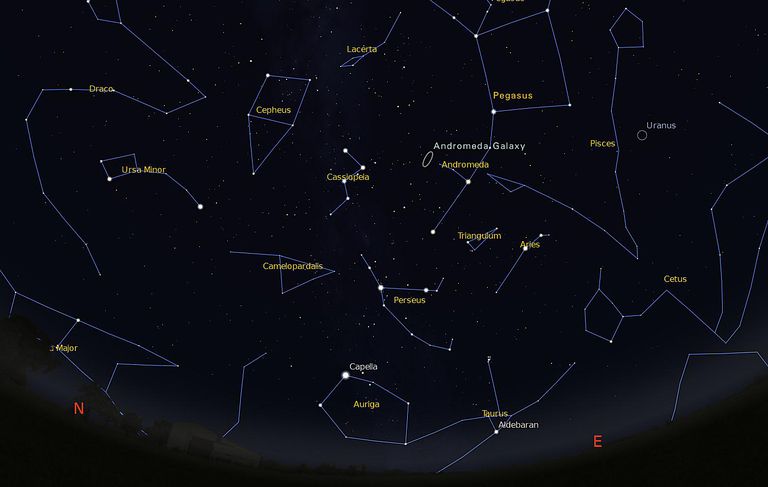 Pegasus
Lacerta
Draco
Pegasus
Cepheus
Uranus
Andromeda Galaxy
Pisces
Andromeda
Ursa Minor
Cassiopeia
Triangulum
Aries
Camelopardalis
Cetus
Perseus
Major
Capella
Auriga
N
Taurus
Aldebaran
E